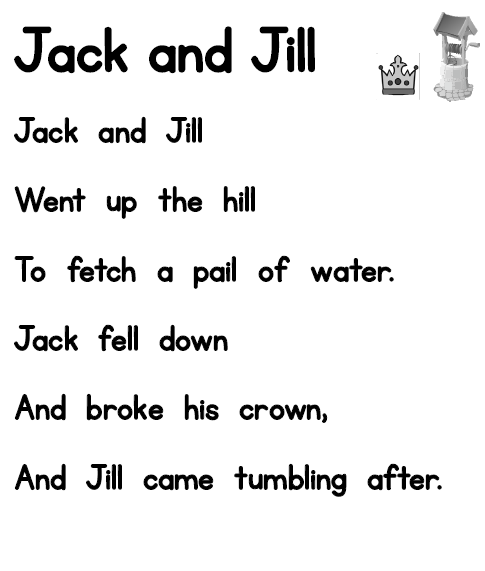 Jack and Jill
Jack and Jill
Went up the hill
To fetch a pail of water.
Jack fell down
And broke his crown,
And Jill came tumbling after.